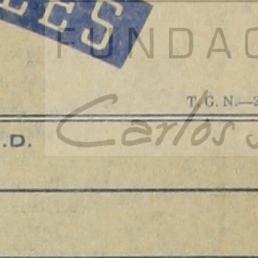 LES
FUNDAC
T. G. N.—2
Carlos S
.D.